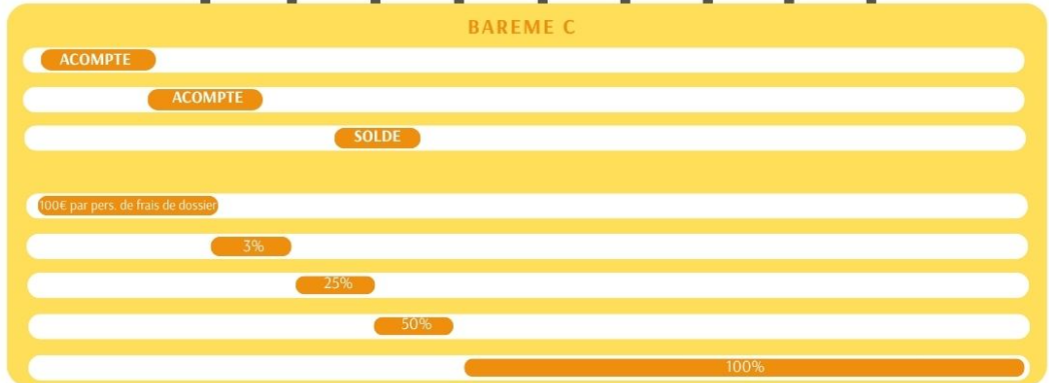 BAREME C
ACOMPTE
ACOMPTE
SOLDE
100€ par pers. de frais de dossier
3%
25%
50%
100%